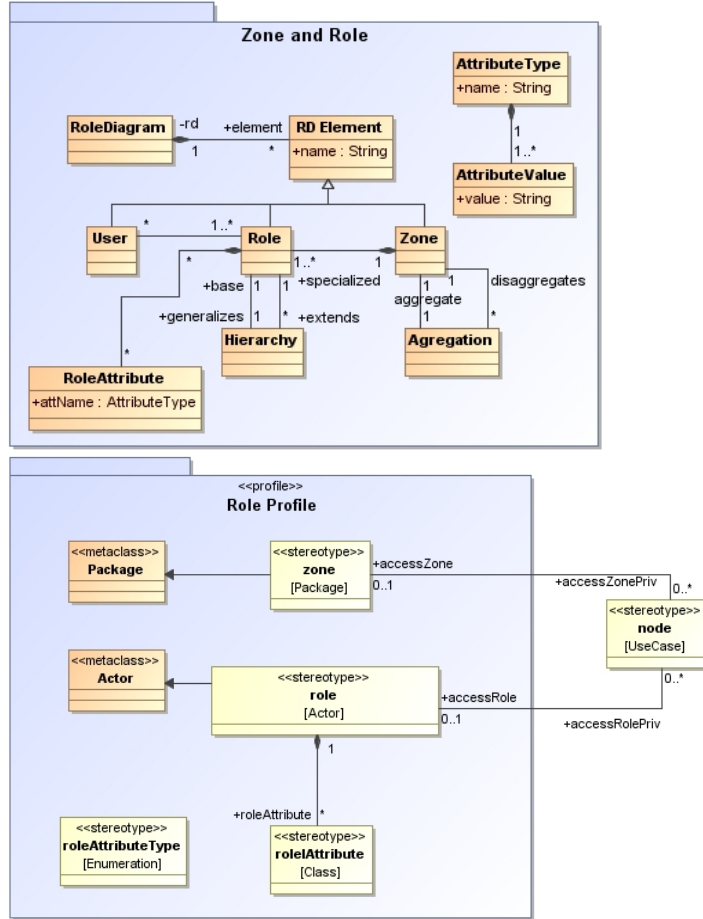 Zone and Role
AttributeType
+name : String
1
1..*
AttributeValue
+value : String
RoleDiagram
-rd
1
+element
*
RD Element
+name : String
User
*
1..*
Role
1..*
1
Zone
*
*
+base
1
+generalizes
1
1
+specialized
*
+extends
Hierarchy
1
aggregate
1
1
disaggregates
*
Agregation
RoleAttribute
+attName : AttributeType
<<profile>>
Role Profile
<<metaclass>>
Package
<<stereotype>>
zone
[Package]
+accessZone
0..1
+accessZonePriv
0..*
<<stereotype>>
node
[UseCase]
0..*
<<metaclass>>
Actor
<<stereotype>>
role
[Actor]
+accessRole
0..1
+accessRolePriv
1
+roleAttribute
*
<<stereotype>>
roleAttributeType
[Enumeration]
<<stereotype>>
rolelAttribute
[Class]